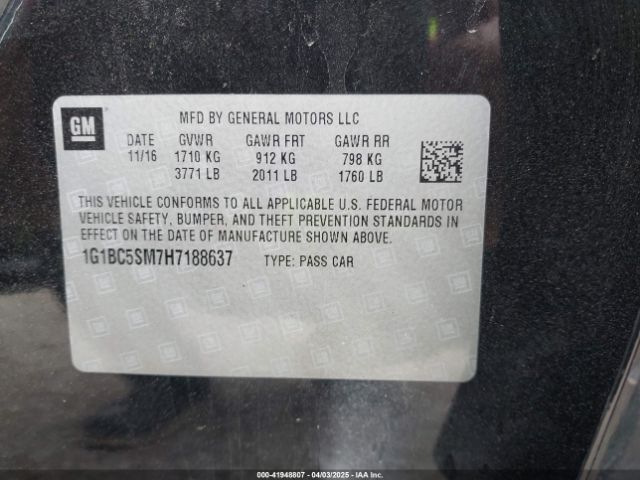 GM
MFD BY GENERAL MOTORS LLC
DATE GVWR GAWR FRT GAWR RR
11/16 1710 KG 912 KG 798 KG
3771 LB 2011 LB 1760 LB
THIS VEHICLE CONFORMS TO ALL APPLICABLE U.S. FEDERAL MOTOR
VEHICLE SAFETY, BUMPER, AND THEFT PREVENTION STANDARDS IN
EFFECT ON THE DATE OF MANUFACTURE SHOWN ABOVE.
1G1BC5SM7H7188637 TYPE: PASS CAR
000-41948807 - 04/03/2025 - IAA Inc.